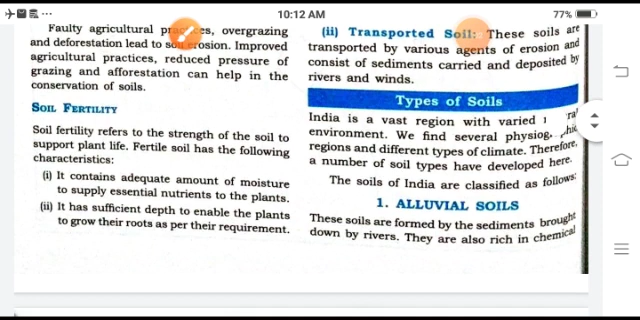 10:12 AM
77%
Faulty agricultural practices, overgrazing
and deforestation lead to soil erosion. Improved
agricultural practices, reduced pressure of
grazing and afforestation can help in the
conservation of soils.
SOIL FERTILITY
Soil fertility refers to the strength of the soil to
support plant life. Fertile soil has the following
characteristics:
(i) It contains adequate amount of moisture
to supply essential nutrients to the plants.
(ii) It has sufficient depth to enable the plants
to grow their roots as per their requirement.
(ii) Transported Soil: These soils are
transported by various agents of erosion and
consist of sediments carried and deposited by
rivers and winds.
Types of Soils
India is a vast region with varied
environment. We find several
regions and different types of climate. Therefore,
a number of soil types have developed here.
The soils of India are classified as follows:
1. ALLUVIAL SOILS
These soils are formed by the sediments brought
down by rivers. They are also rich in chemical